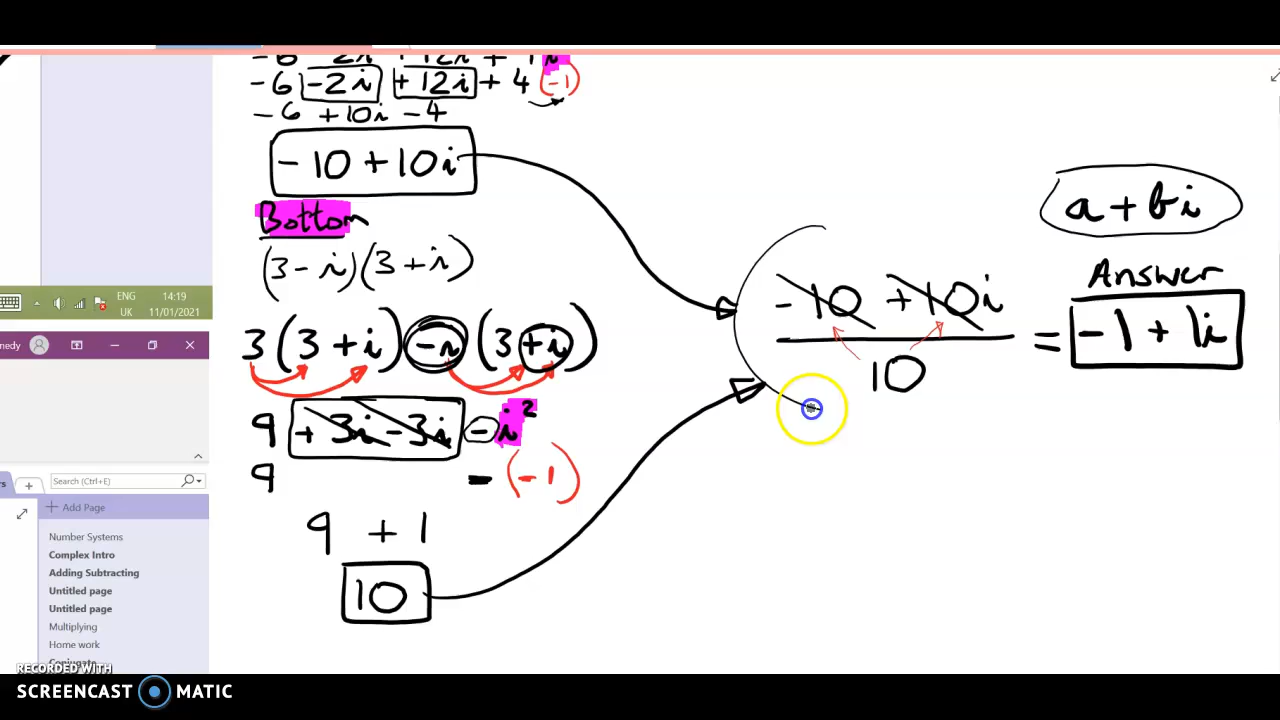 -6 -2i +12i + 4 (-1)
-6 +10i -4
-10 + 10i
Bottom
(3-i)(3+i)
3(3+i) -i (3+i)
9 +3i -3i - i²
9 - (-1)
9 + 1
10
-10 +10i
10
=
a + bi
Answer
-1 + 1i
ENG
UK
14:19
11/01/2021
nedy
Search (Ctrl+E)
Add Page
Number Systems
Complex Intro
Adding Subtracting
Untitled page
Untitled page
Multiplying
Home work
Conjugate
RECORDED WITH
SCREENCAST MATIC